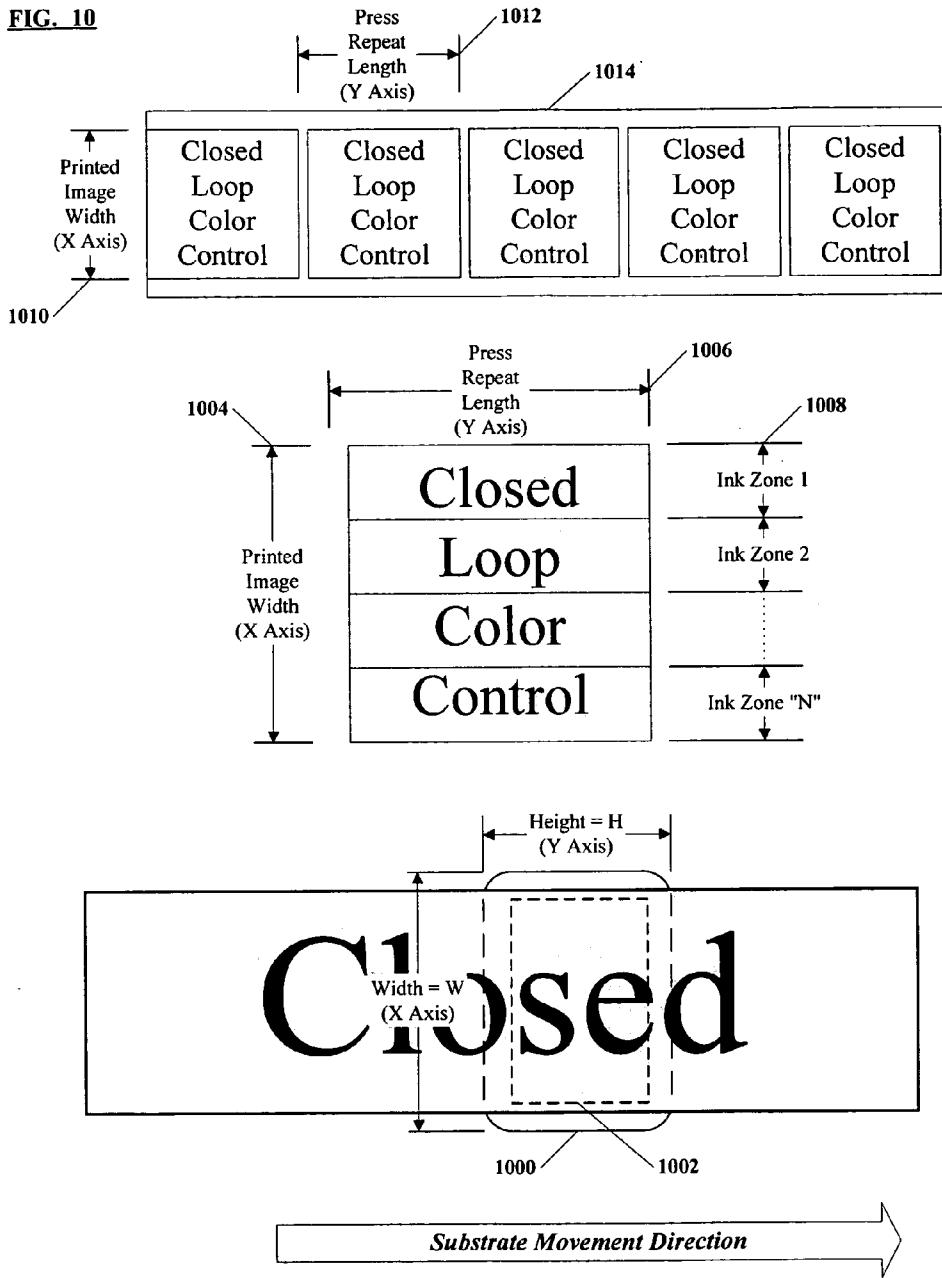 FIG. 10
Press
Repeat
Length
(Y Axis)
1012
1014
Printed
Image
Width
(X Axis)
1010
Closed
Loop
Color
Control
Closed
Loop
Color
Control
Closed
Loop
Color
Control
Closed
Loop
Color
Control
Closed
Loop
Color
Control
Press
Repeat
Length
(Y Axis)
1006
1004
1008
Printed
Image
Width
(X Axis)
Closed
Loop
Color
Control
Ink Zone 1
Ink Zone 2
Ink Zone "N"
Height = H
(Y Axis)
Closed
Width = W
(X Axis)
1000
1002
Substrate Movement Direction